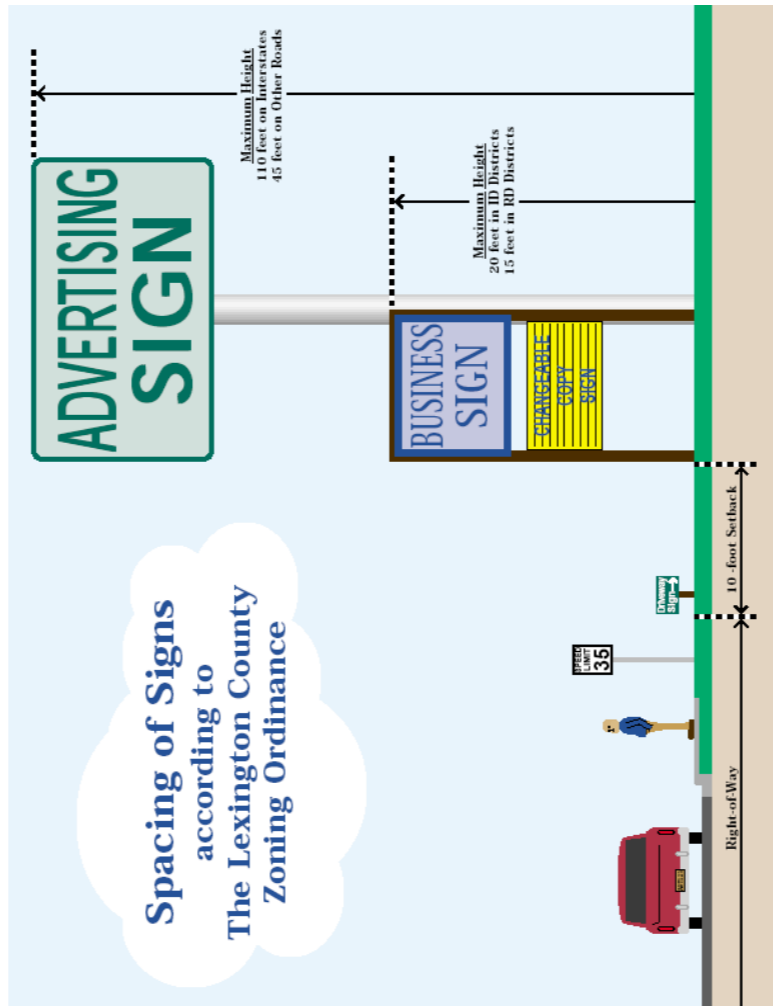 Spacing of Signs
according to
The Lexington County
Zoning Ordinance
ADVERTISING
SIGN
Maximum Height
110 feet on Interstates
45 feet on Other Roads
BUSINESS
SIGN
CHANGEABLE
COPY
SIGN
Maximum Height
20 feet in ID Districts
15 feet in RD Districts
SPEED
LIMIT
35
Driveway
Sign
Right-of-Way
10 -foot Setback